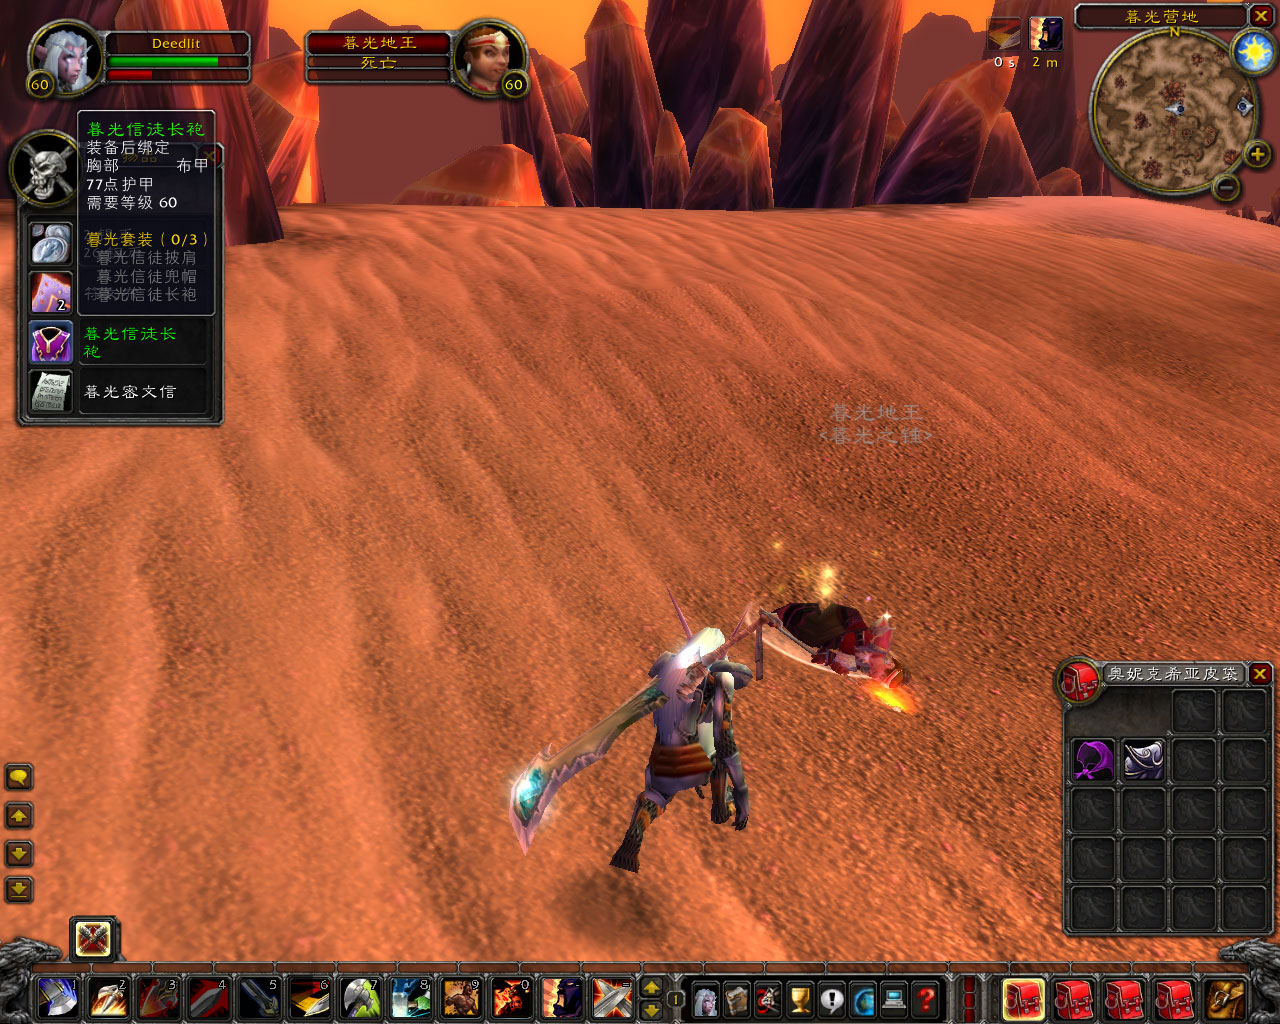 Deedlit
60
暮光地王
死亡
60
0 s
2 m
暮光营地
N
暮光信徒长袍
装备后绑定
胸部 布甲
77点护甲
需要等级 60
暮光套装 ( 0/3 )
暮光信徒披肩
暮光信徒兜帽
暮光信徒长袍
物品
2
暮光信徒长
袍
暮光密文信
暮光地王
<暮光之锤>
奥妮克希亚皮袋
1 2 3 4 5 6 7 8 9 0 - =
1